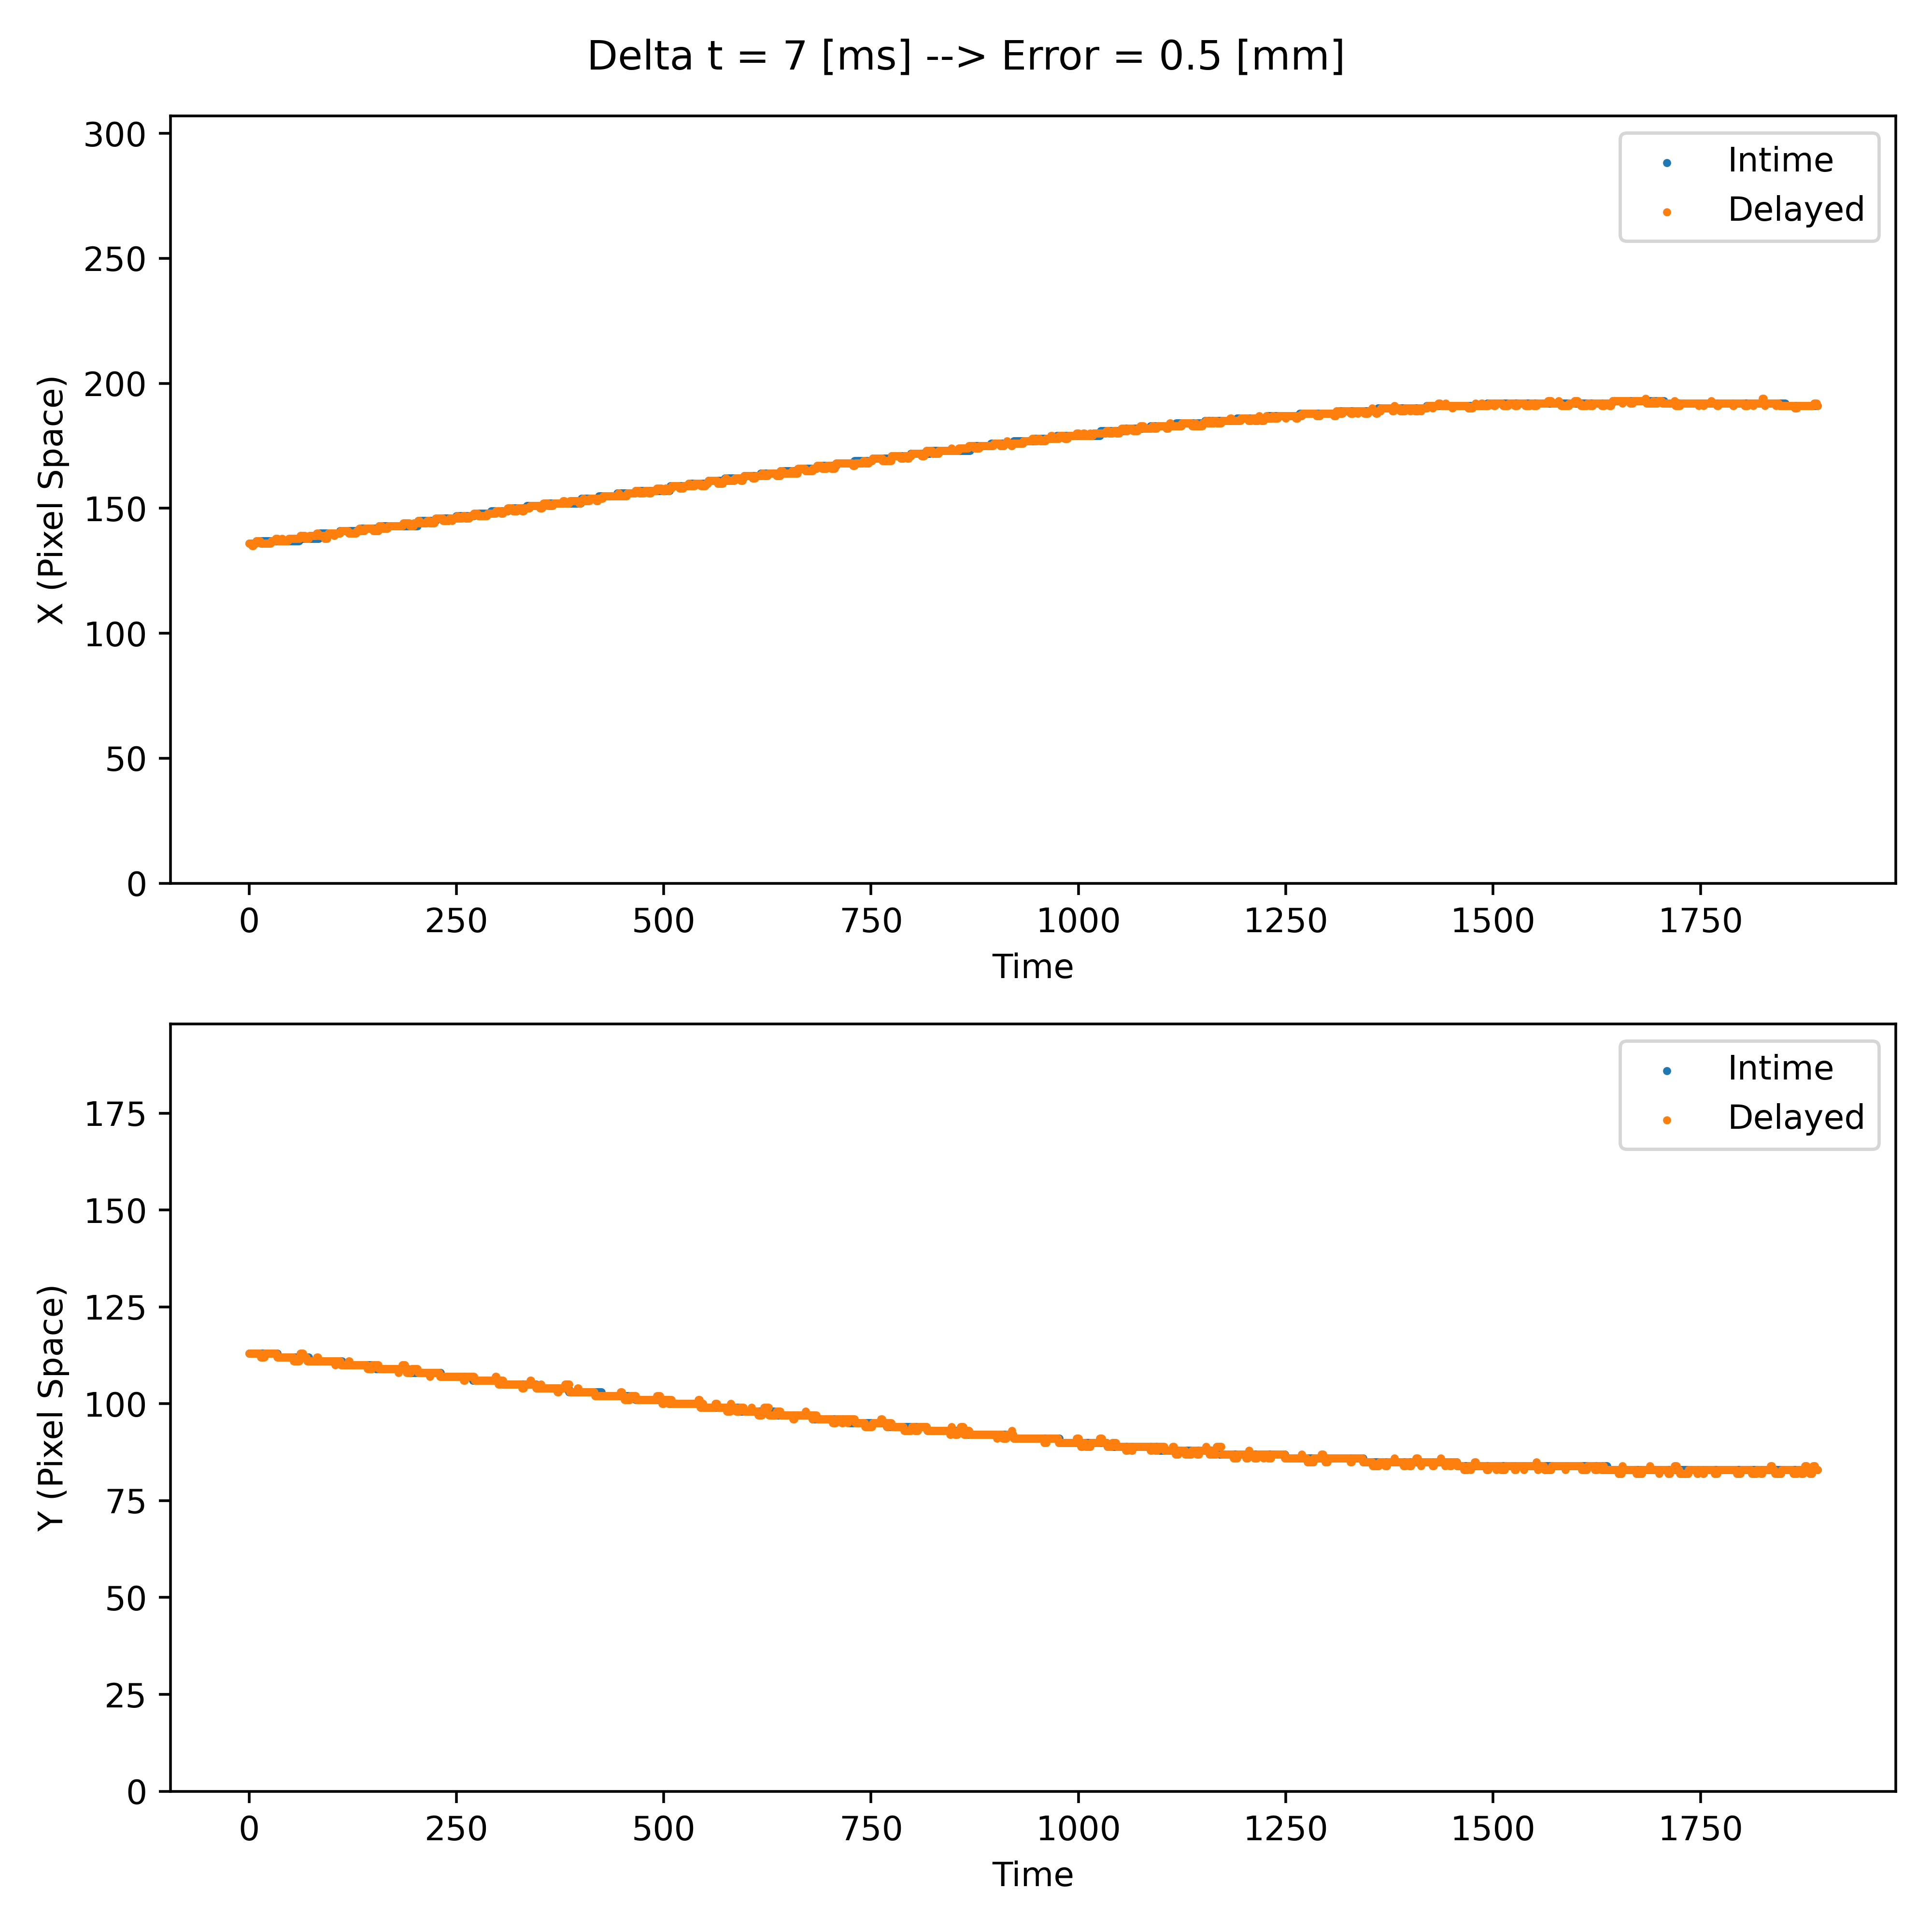 Delta t = 7 [ms] --> Error = 0.5 [mm]
300
250
200
150
100
50
0
X (Pixel Space)
Intime
Delayed
0 250 500 750 1000 1250 1500 1750
Time
175
150
125
100
75
50
25
0
Y (Pixel Space)
Intime
Delayed
0 250 500 750 1000 1250 1500 1750
Time